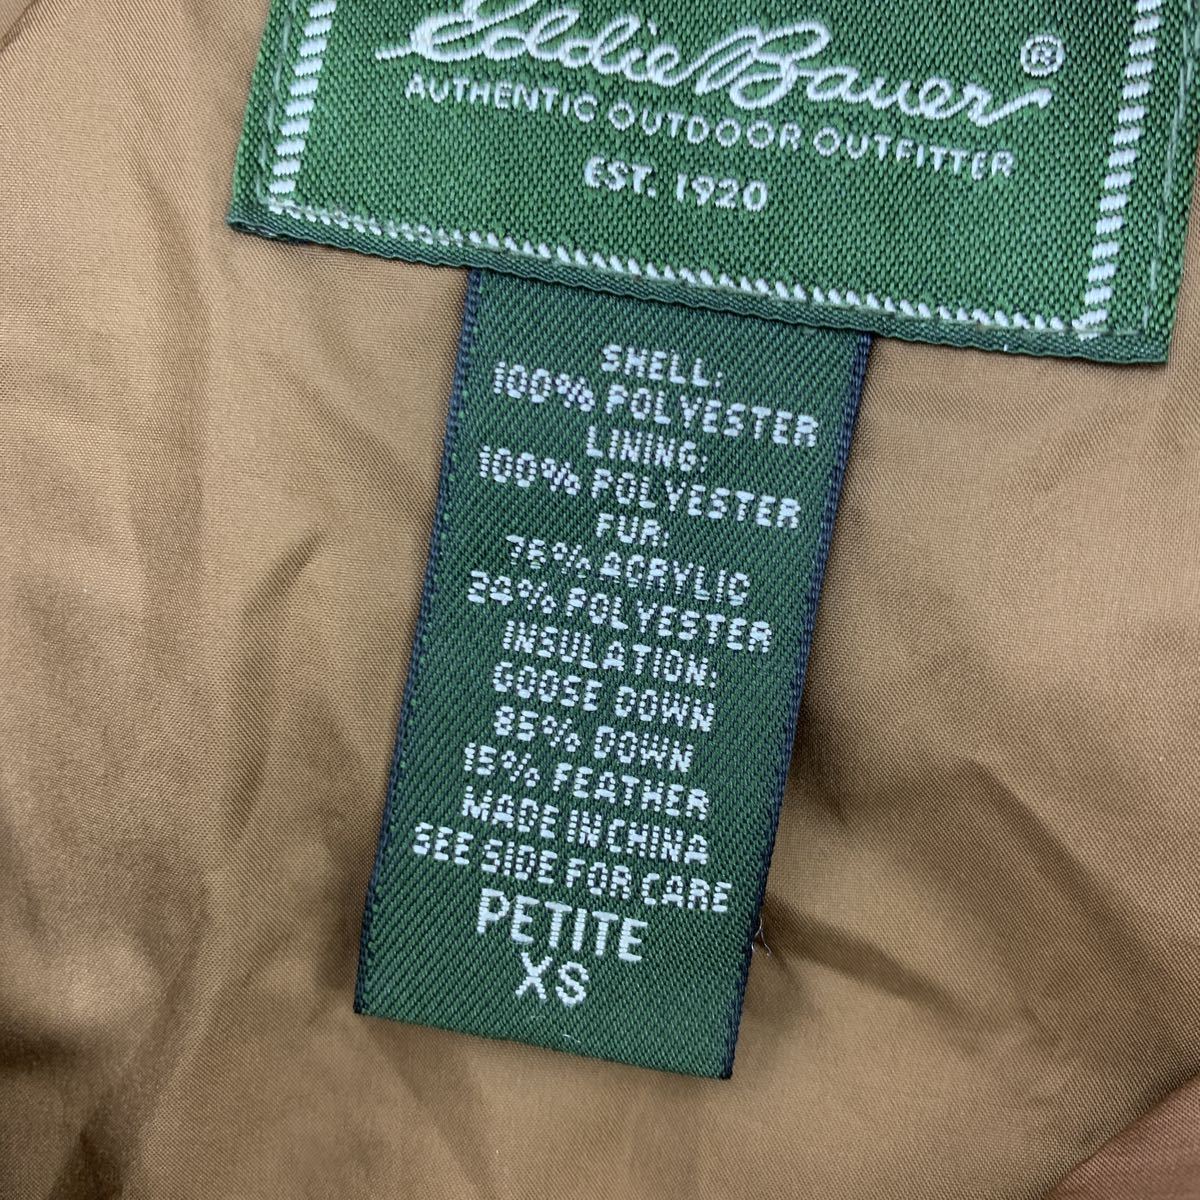 Eddie Bauer ®
AUTHENTIC OUTDOOR OUTFITTER
EST. 1920
SHELL:
100% POLYESTER
LINING:
100% POLYESTER
FUR:
76% ACRYLIC
24% POLYESTER
INSULATION:
GOOSE DOWN
85% DOWN
15% FEATHER
MADE IN CHINA
SEE SIDE FOR CARE
PETITE
XS